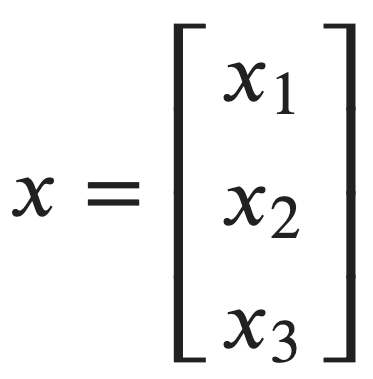 x₁
x = x₂
x₃